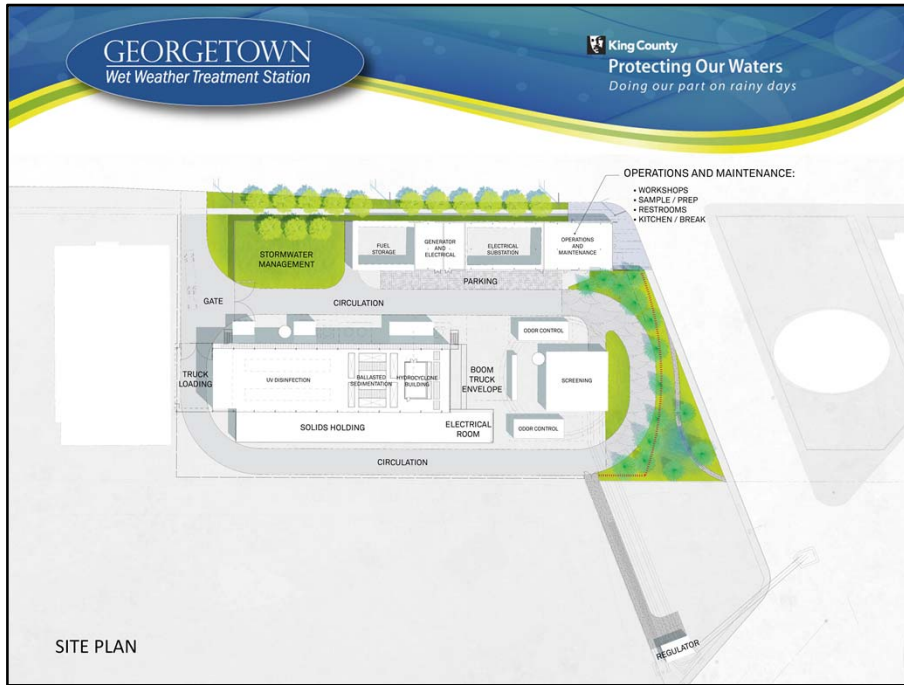 GEORGETOWN
Wet Weather Treatment Station
King County
Protecting Our Waters
Doing our part on rainy days
OPERATIONS AND MAINTENANCE:
• WORKSHOPS
• SAMPLE / PREP
• RESTROOMS
• KITCHEN / BREAK
FUEL
STORAGE
GENERATOR
AND
ELECTRICAL
ELECTRICAL
SUBSTATION
OPERATIONS
AND
MAINTENANCE
STORMWATER
MANAGEMENT
PARKING
GATE
CIRCULATION
ODOR CONTROL
TRUCK
LOADING
UV DISINFECTION
BALLASTED
SEDIMENTATION
HYDROCYCLONE
BUILDING
BOOM
TRUCK
ENVELOPE
SCREENING
SOLIDS HOLDING
ELECTRICAL
ROOM
ODOR CONTROL
CIRCULATION
REGULATOR
SITE PLAN